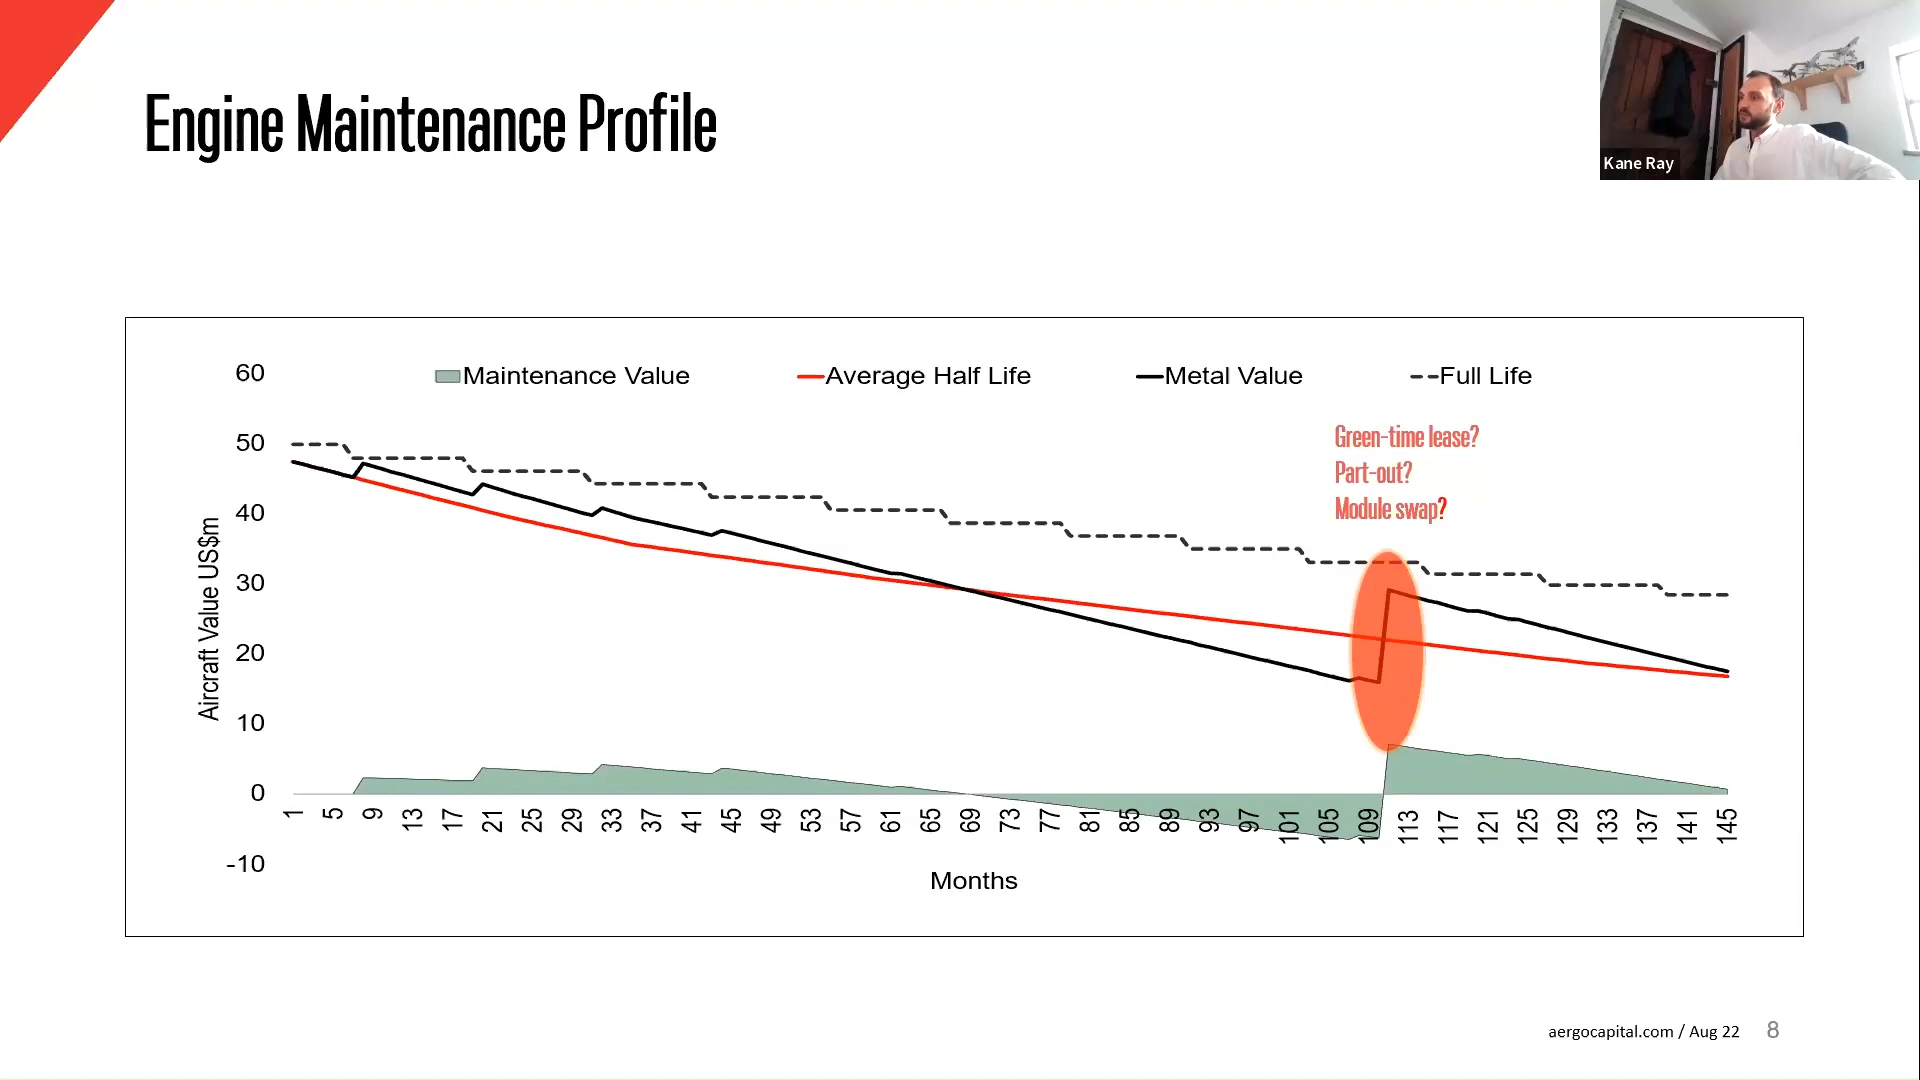 Engine Maintenance Profile
Kane Ray
60
50
40
30
20
10
0
-10
Aircraft Value US$m
Maintenance Value
Average Half Life
Metal Value
Full Life
Green-time lease?
Part-out?
Module swap?
1 5 9 13 17 21 25 29 33 37 41 45 49 53 57 61 65 69 73 77 81 85 89 93 97 101 105 109 113 117 121 125 129 133 137 141 145
Months
aergocapital.com / Aug 22 8